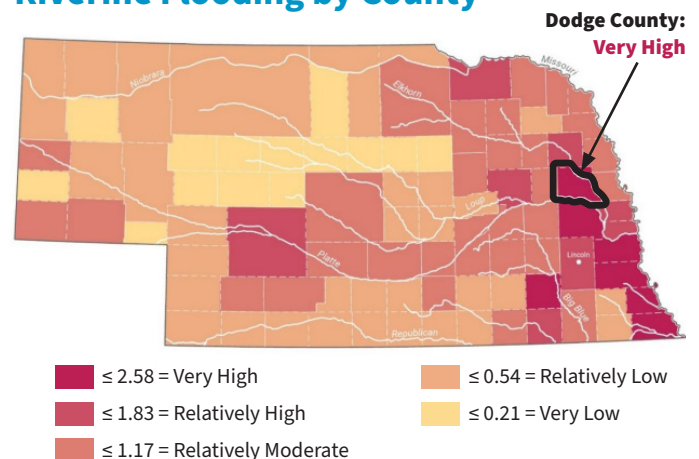 Riverine Flooding by County
Dodge County:
Very High
Missouri
Niobrara
Elkhorn
Loup
Platte
Lincoln
Big Blue
Republican
≤ 2.58 = Very High
≤ 1.83 = Relatively High
≤ 1.17 = Relatively Moderate
≤ 0.54 = Relatively Low
≤ 0.21 = Very Low